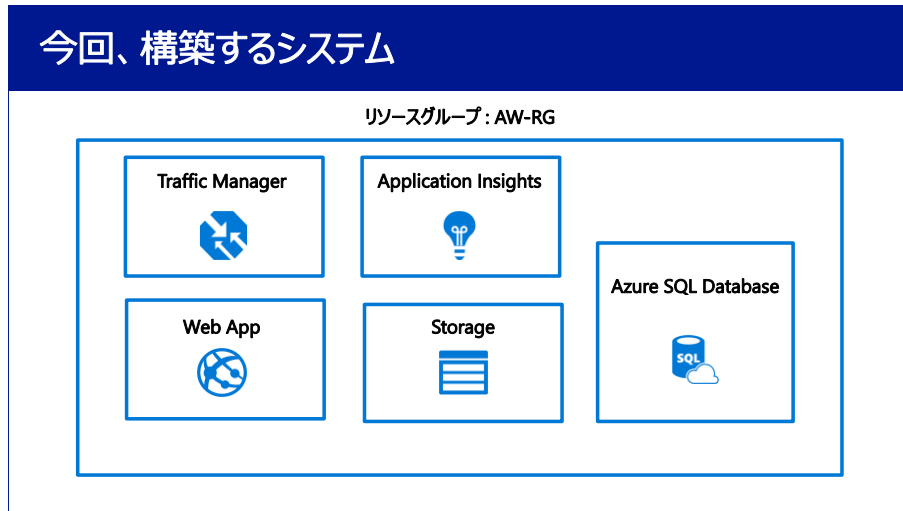 今回、構築するシステム
リソースグループ : AW-RG
Traffic Manager
Application Insights
Azure SQL Database
SQL
Web App
Storage